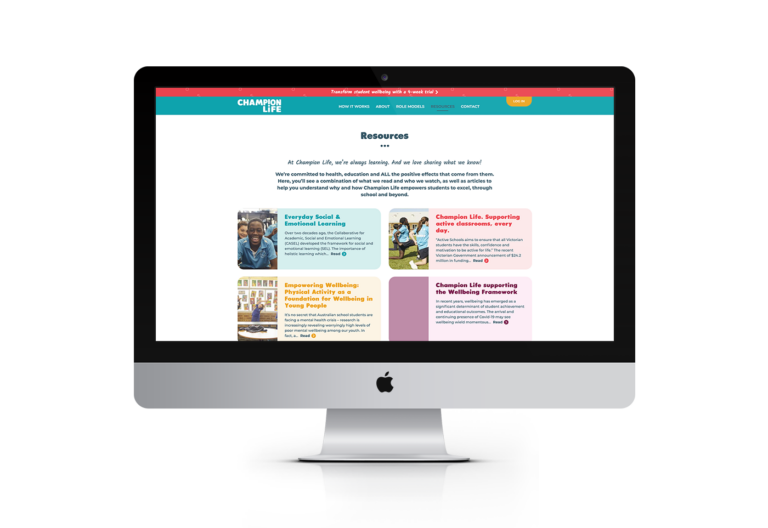 Transform student wellbeing with a 4-week trial
CHAMPION
LiFE
HOW IT WORKS ABOUT ROLE MODELS RESOURCES CONTACT
LOG IN
Resources
At Champion Life, we're always learning. And we love sharing what we know!
We're committed to health, education and ALL the positive effects that come from them.
Here, you'll see a combination of what we read and who we watch, as well as articles to
help you understand why and how Champion Life empowers students to excel, through
school and beyond.
Everyday Social &
Emotional Learning
Over two decades ago, the Collaborative for
Academic, Social and Emotional Learning
(CASEL) developed the framework for social and
emotional learning (SEL). The importance of
holistic learning where... Read
Champion Life. Supporting
active classrooms. every
day.
"Active Schools aims to ensure that all Victorian
students have the skills, confidence and
motivation to be active for life." The recent
Victorian Government announcement of $24.2
million in funding... Read
Empowering Wellbeing:
Physical Activity as a
Foundation for Wellbeing in
Young People
It's no secret that Australian school students are
facing a mental health crisis – research is
increasingly revealing worryingly high levels of
poor mental wellbeing among our youth. In
fact, a... Read
Champion Life supporting
the Wellbeing Framework
In recent years, wellbeing has emerged as a
significant determinant of student achievement
and educational outcomes. The arrival and
continuing presence of Covid-19 may see
wellbeing wield momentous... Read